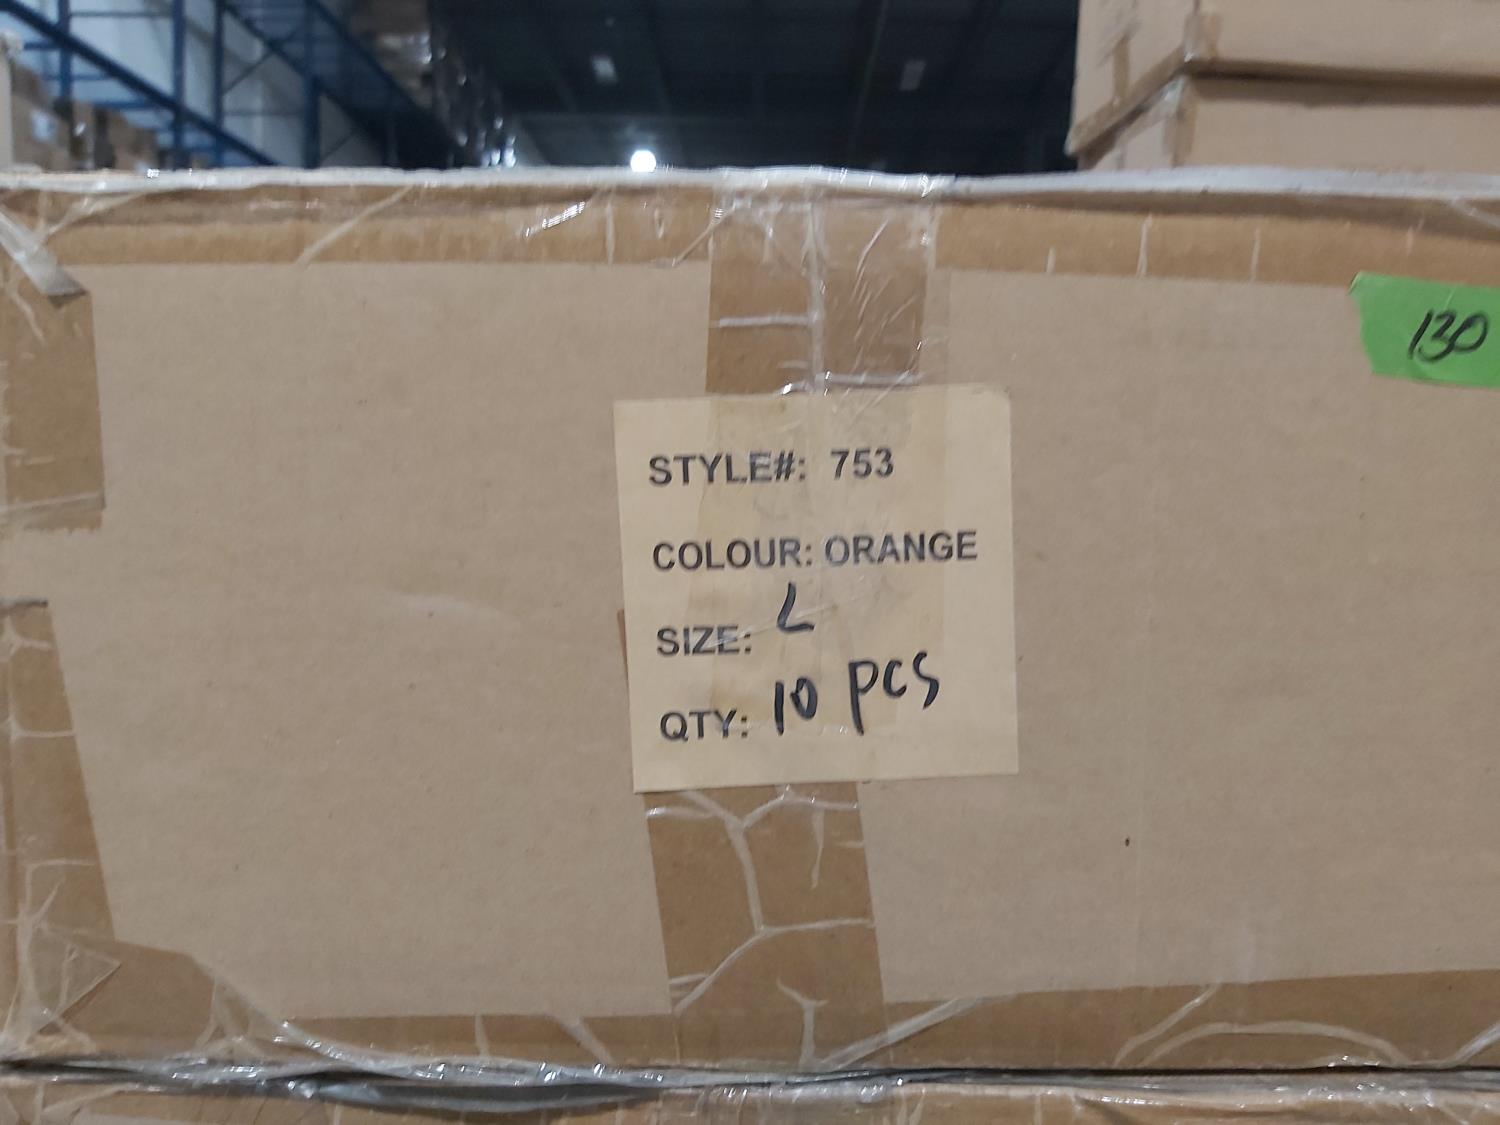 130
STYLE#: 753
COLOUR: ORANGE
SIZE: L
QTY: 10 pcs